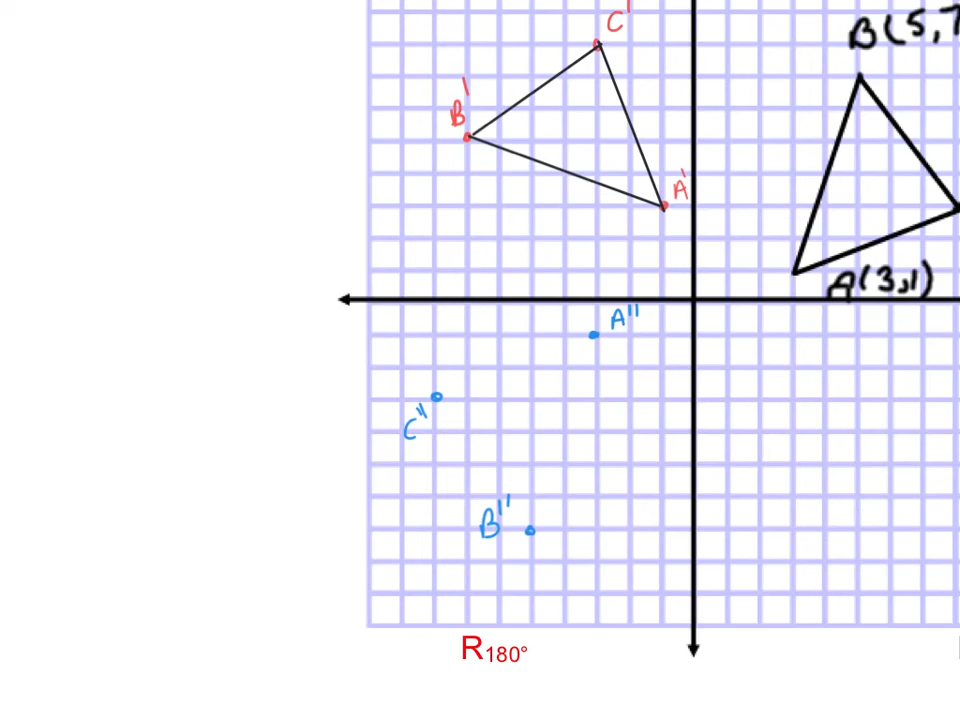 C'
B(5,7
B'
A'
A(3,1)
A"
C"
B"
R180°